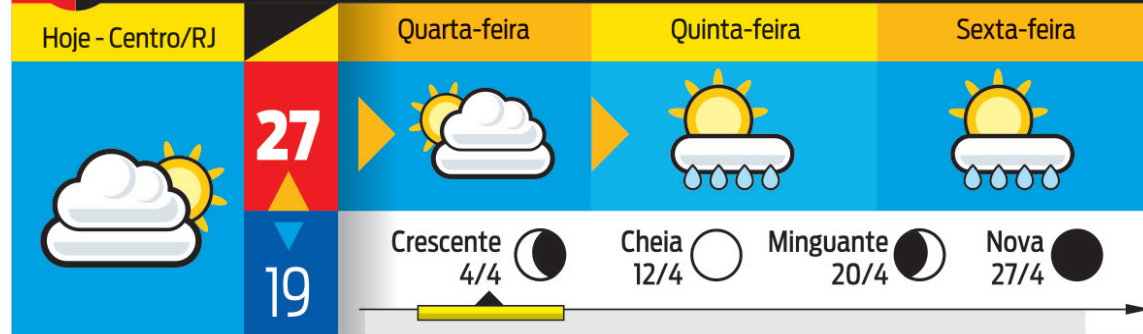 Hoje - Centro/RJ
Quarta-feira
Quinta-feira
Sexta-feira
27
19
Crescente
4/4
Cheia
12/4
Minguante
20/4
Nova
27/4